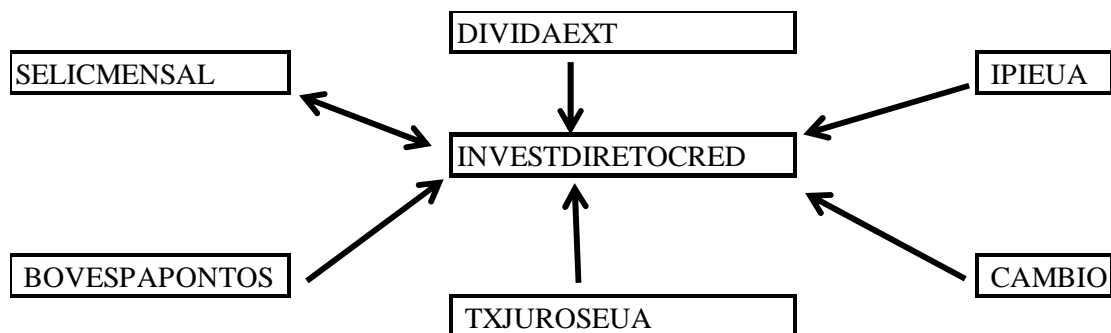 DIVIDAEXT
SELICMENSAL
IPIEUA
INVESTDIRETOCRED
BOVESPAPONTOS
CAMBIO
TXJUROSEUA